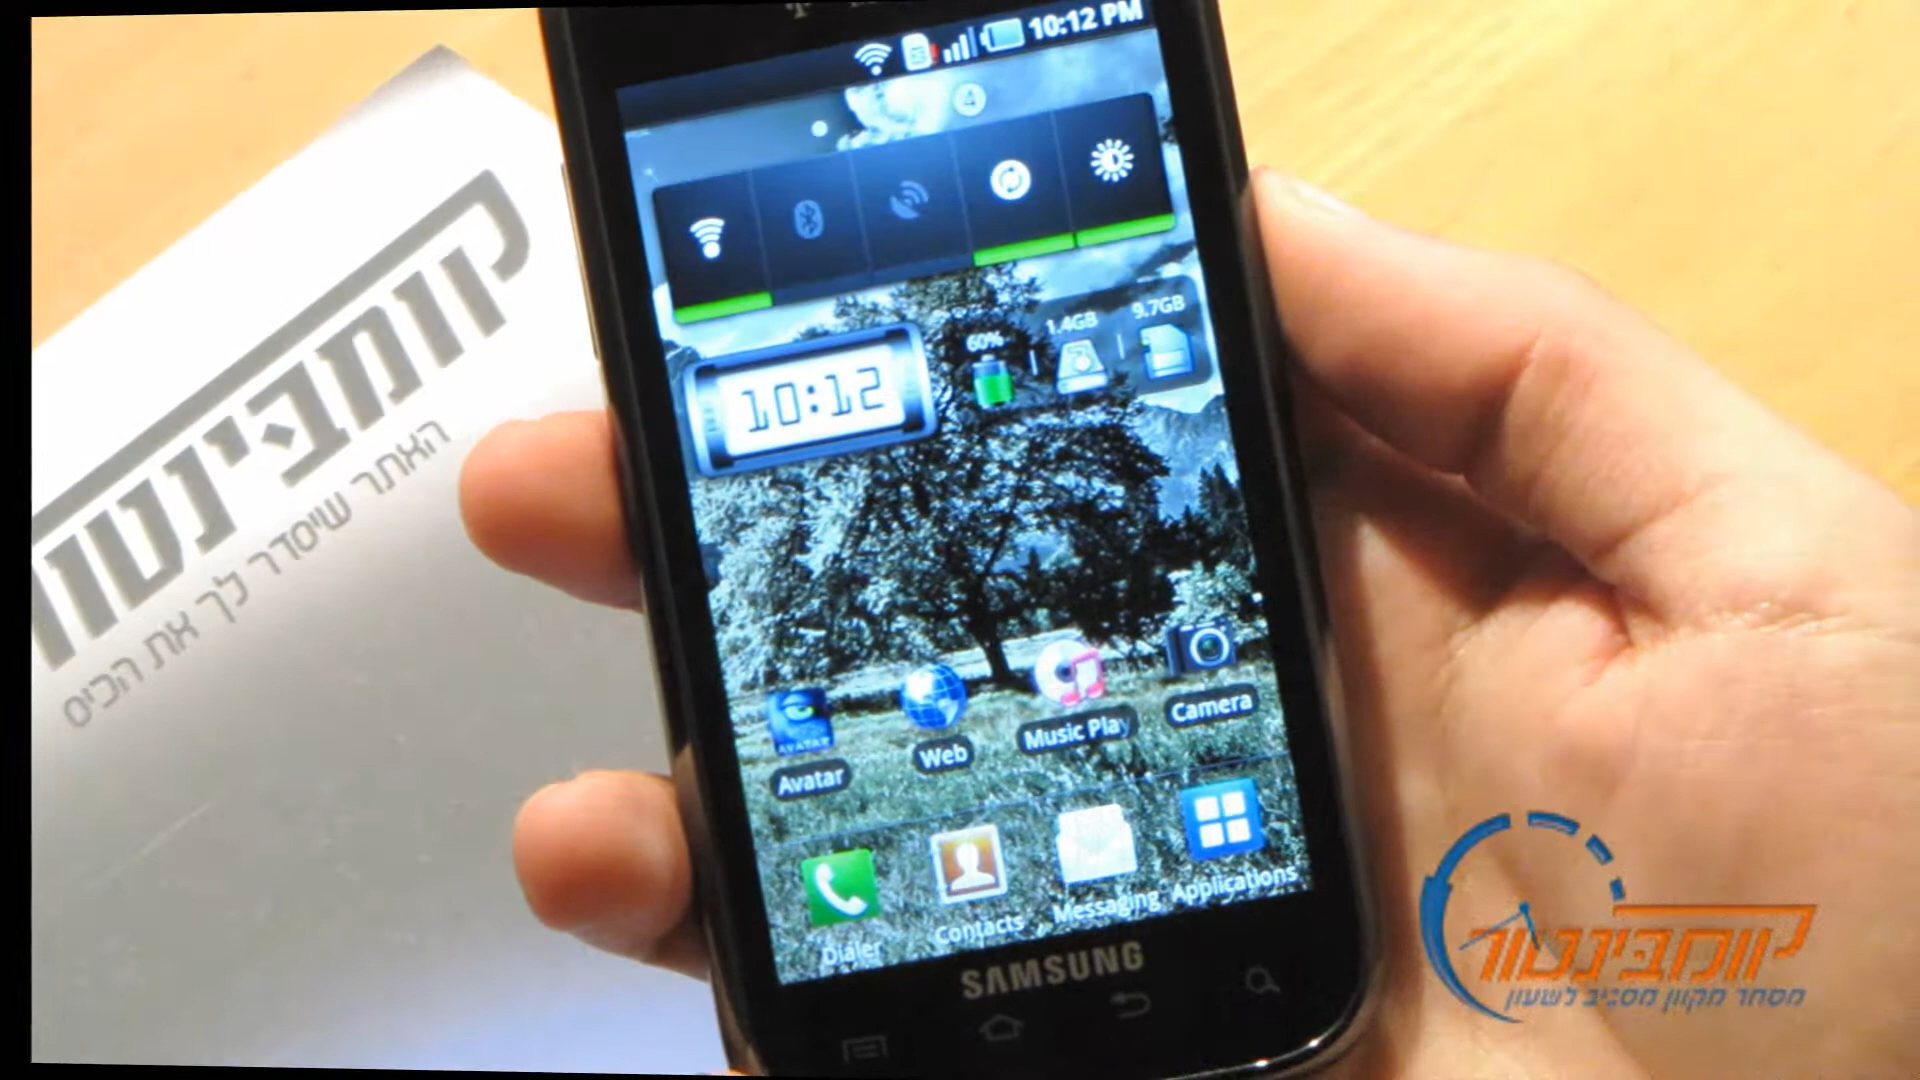 10:12 PM
4
60%
1.4GB
9.7GB
10:12
AVATAR
Avatar
Web
Music Play
Camera
Dialer
Contacts
Messaging
Applications
SAMSUNG
קומבינטור
האתר שיסדר לך את הכיס
קומבינטור
מסחר מקוון מסביב לשעון